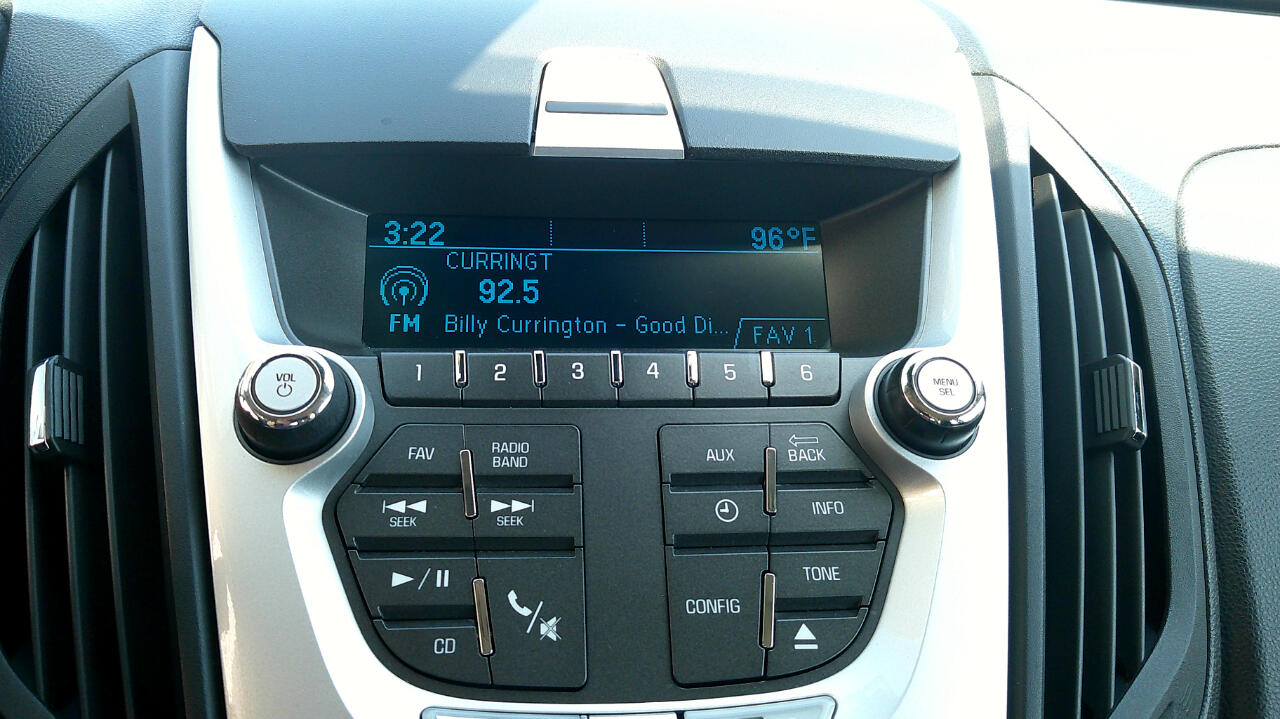 3:22 96°F
CURRINGT
92.5
FM Billy Currington - Good Di... FAV 1
1 2 3 4 5 6
VOL
MENU
SEL
FAV
RADIO
BAND
SEEK
SEEK
CD
AUX
BACK
INFO
CONFIG
TONE